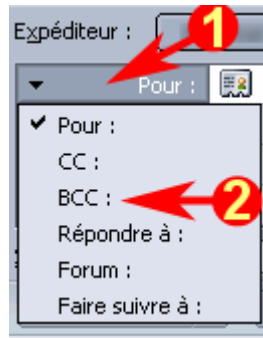 Expéditeur :
1
Pour :
✔ Pour :
CC :
BCC :
2
Répondre à :
Forum :
Faire suivre à :